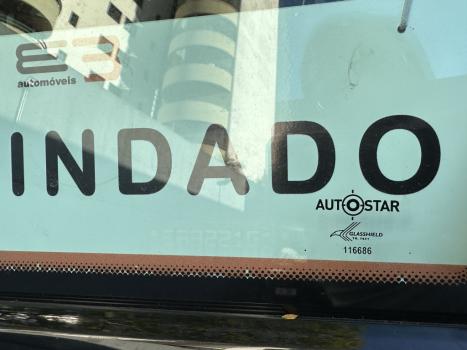 E3
automóveis
INDADO
AUTOSTAR
GLASSHIELD
116686